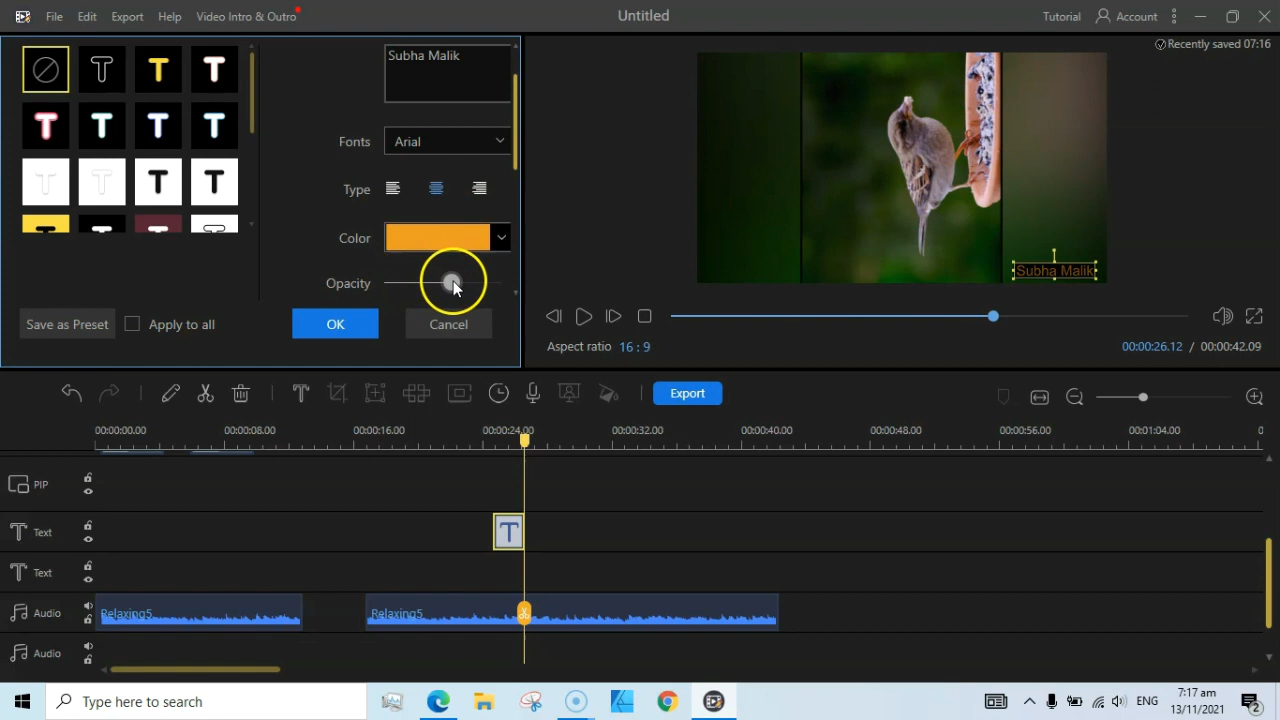 File Edit Export Help Video Intro & Outro Untitled Tutorial Account
Recently saved 07:16
Subha Malik
Fonts Arial
Type
Color
Opacity
Save as Preset Apply to all OK Cancel
Subha Malik
Aspect ratio 16 : 9 00:00:26.12 / 00:00:42.09
Export
00:00:00.00 00:00:08.00 00:00:16.00 00:00:24.00 00:00:32.00 00:00:40.00 00:00:48.00 00:00:56.00 00:01:04.00 0
PIP
T Text T
T Text
Audio Relaxing5 Relaxing5
Audio
Type here to search ENG 7:17 am
13/11/2021 2